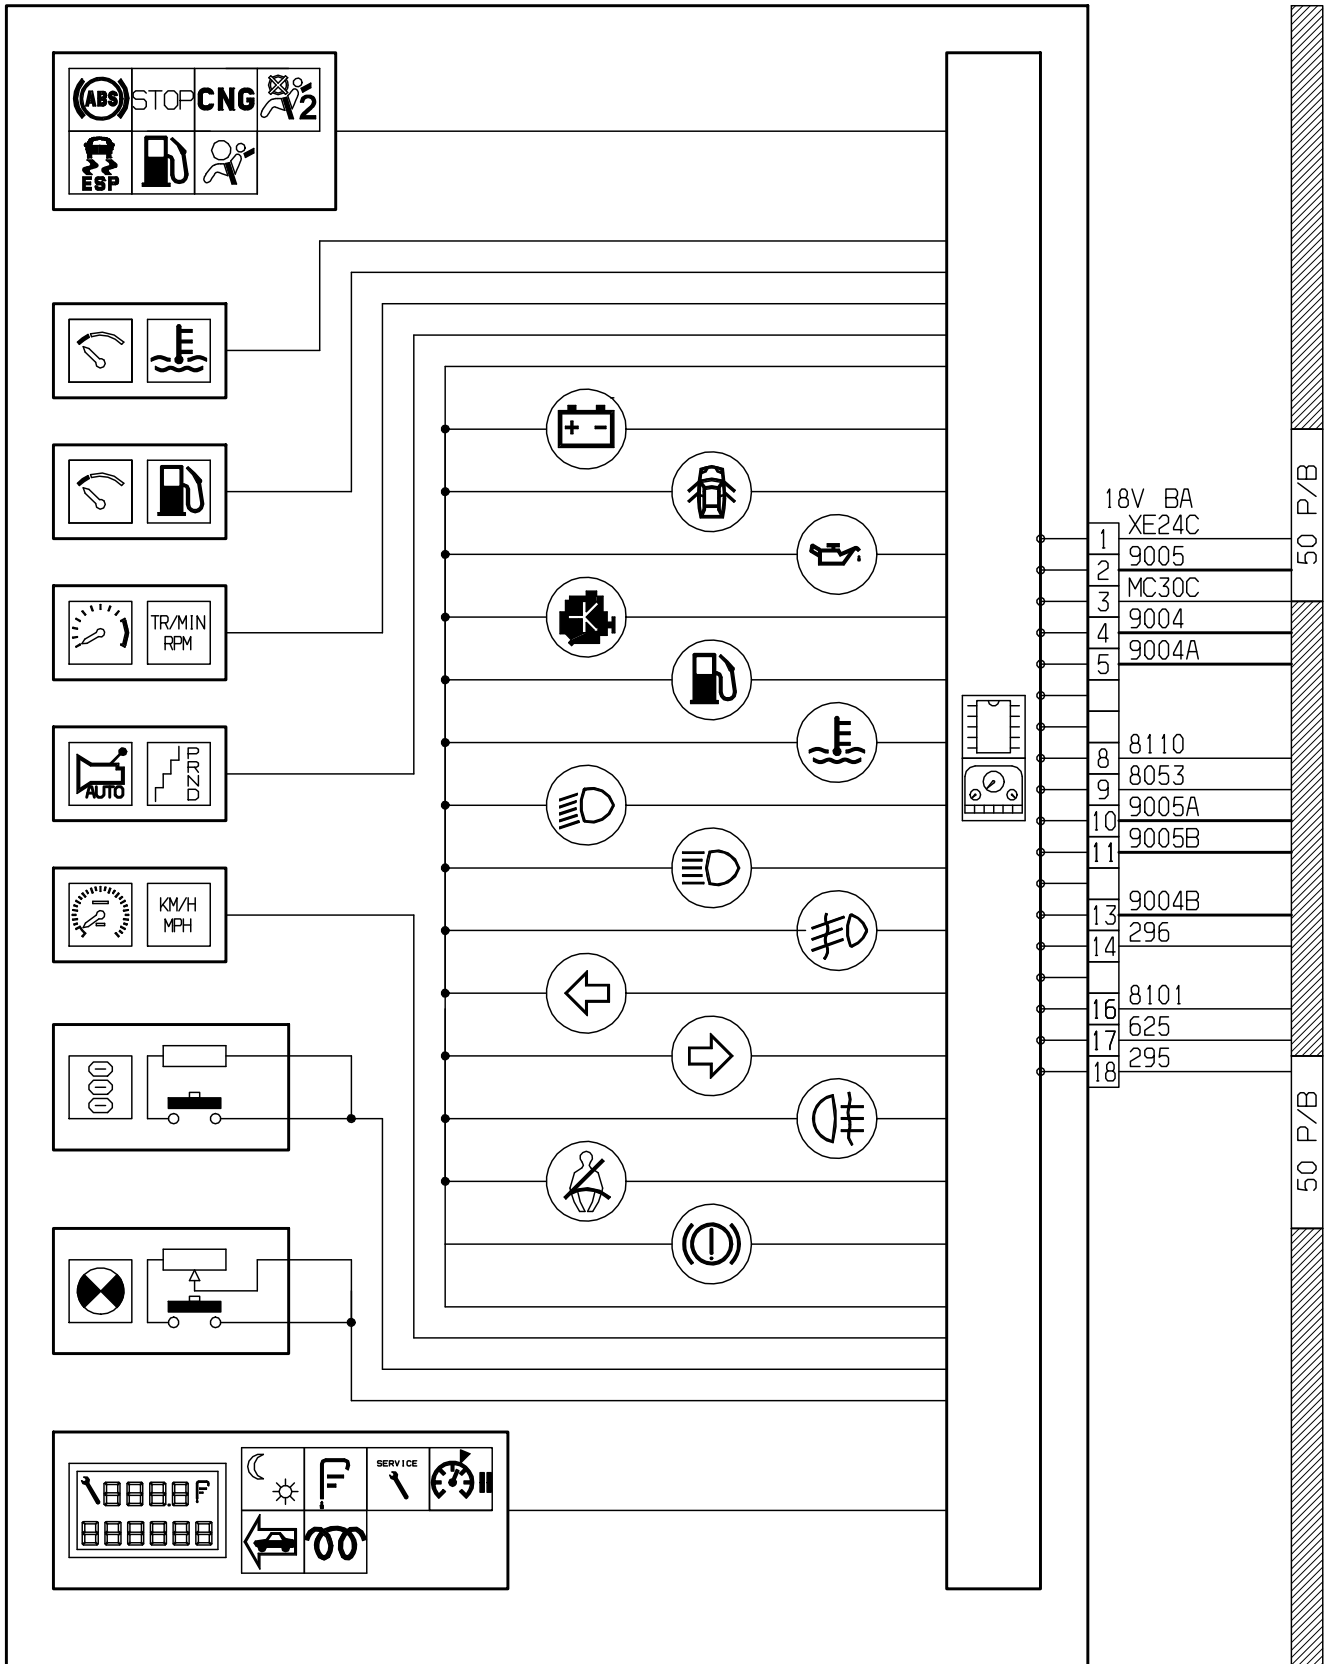 ABS STOP CNG 2
ESP
TR/MIN
RPM
AUTO
P
R
N
D
KM/H
MPH
SERVICE
18V BA
1 XE24C
2 9005
3 MC30C
4 9004
5 9004A
8 8110
9 8053
10 9005A
11 9005B
13 9004B
14 296
16 8101
17 625
18 295
50 P/B
50 P/B